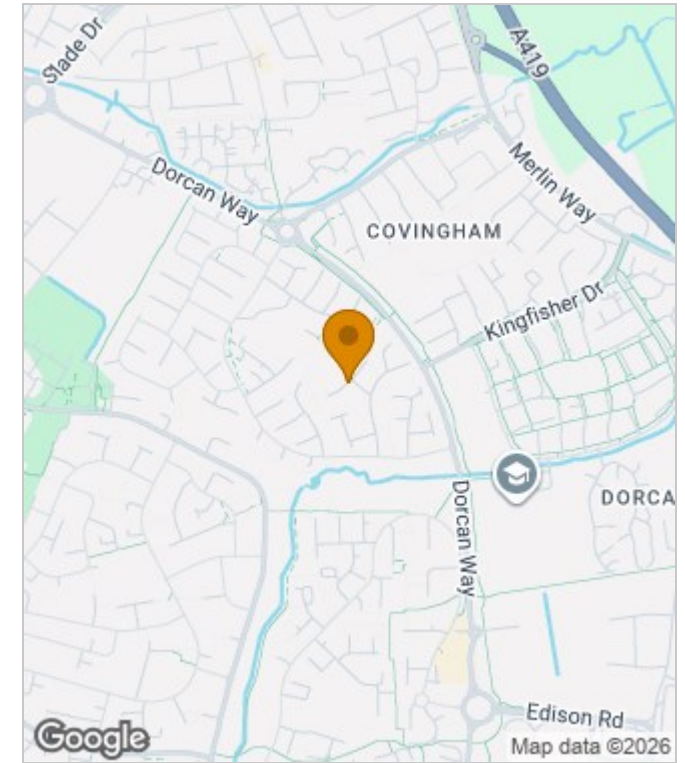 Slade Dr
A419
Dorcan Way
Merlin Way
COVINGHAM
Kingfisher Dr
DORCA
Dorcan Way
Edison Rd
Google
Map data ©2026